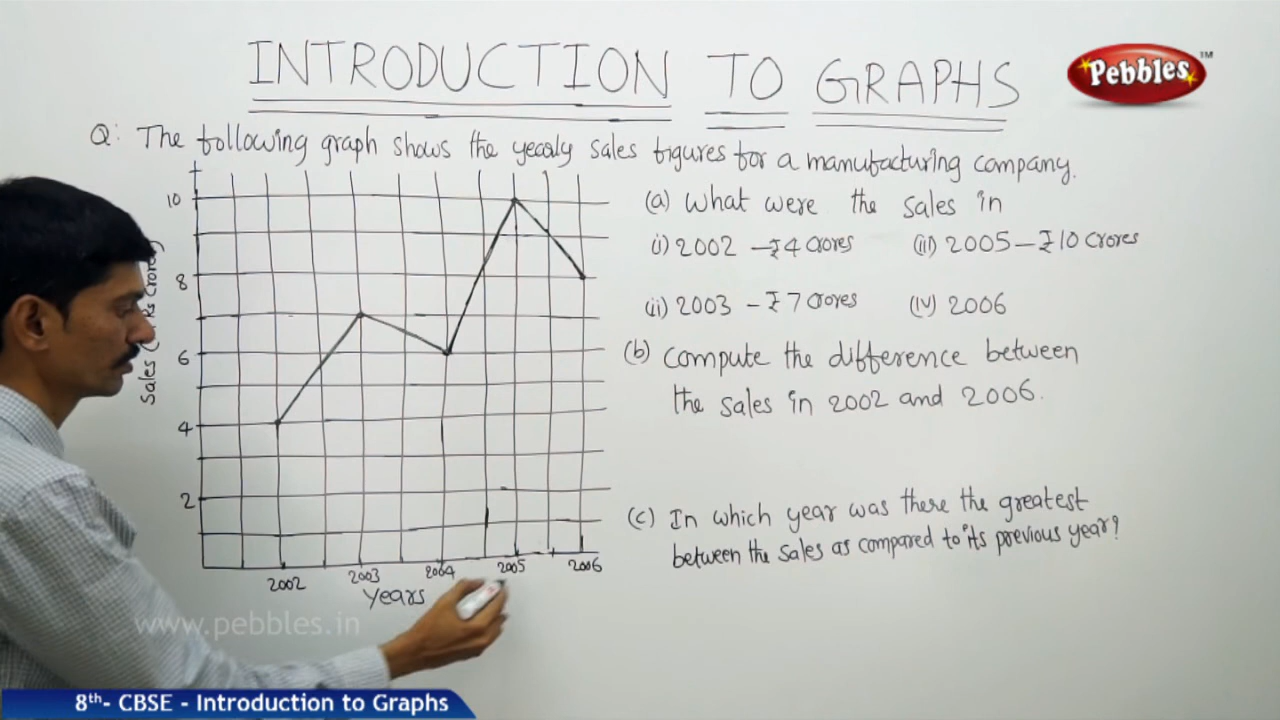 INTRODUCTION TO GRAPHS
Pebbles™
Q: The following graph shows the yearly sales figures for a manufacturing company.
(a) What were the sales in
i) 2002 – ₹4 Crores (iii) 2005 – ₹10 Crores
(ii) 2003 – ₹7 Crores (iv) 2006
(b) Compute the difference between
the sales in 2002 and 2006.
(c) In which year was there the greatest
between the sales as compared to its previous year?
10
8
6
4
2
Sales Rs Crores
2002 2003 2004 2005 2006
Years
www.pebbles.in
8th- CBSE - Introduction to Graphs